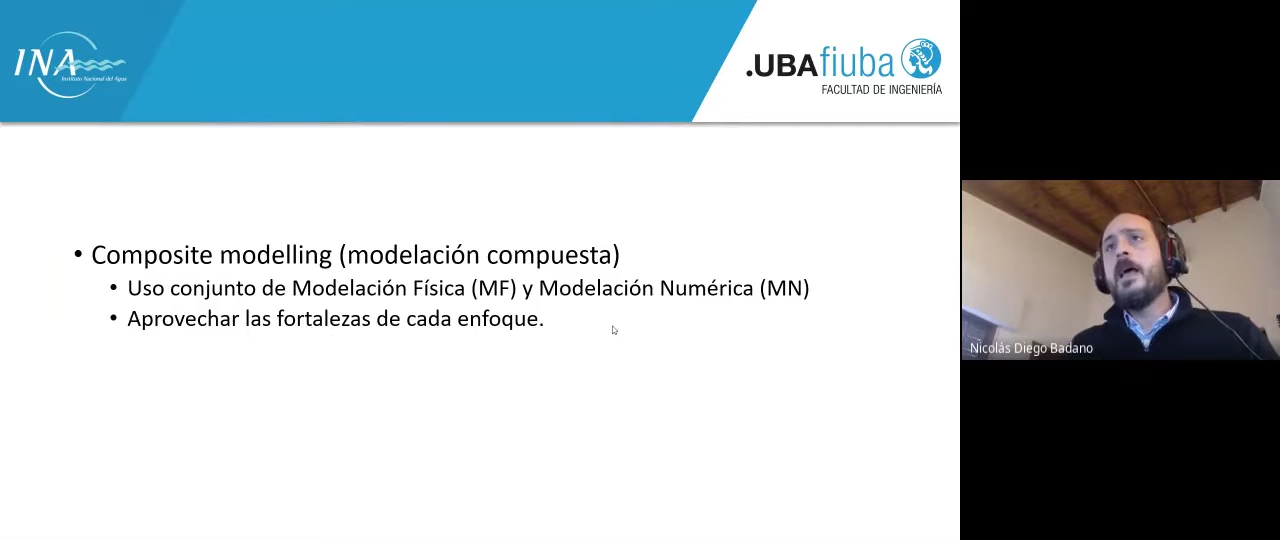 INA
Instituto Nacional del Agua
.UBAfiuba
FACULTAD DE INGENIERÍA
• Composite modelling (modelación compuesta)
• Uso conjunto de Modelación Física (MF) y Modelación Numérica (MN)
• Aprovechar las fortalezas de cada enfoque.
Nicolás Diego Badano